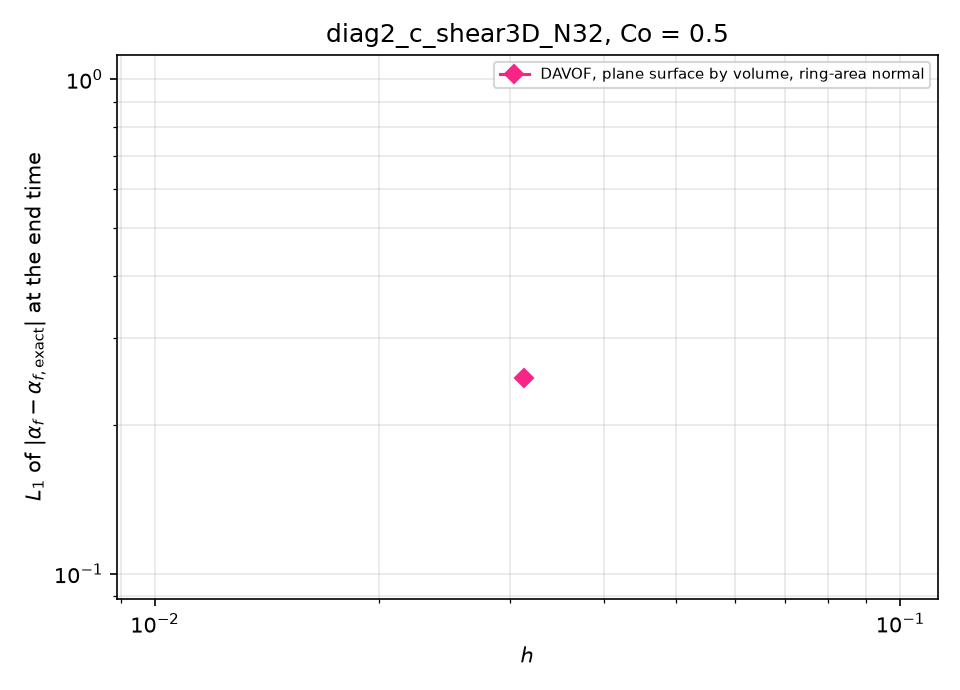 diag2_c_shear3D_N32, Co = 0.5
DAVOF, plane surface by volume, ring-area normal
L₁ of |α_f − α_{f,exact}| at the end time
10⁰
10⁻¹
10⁻²
10⁻¹
h